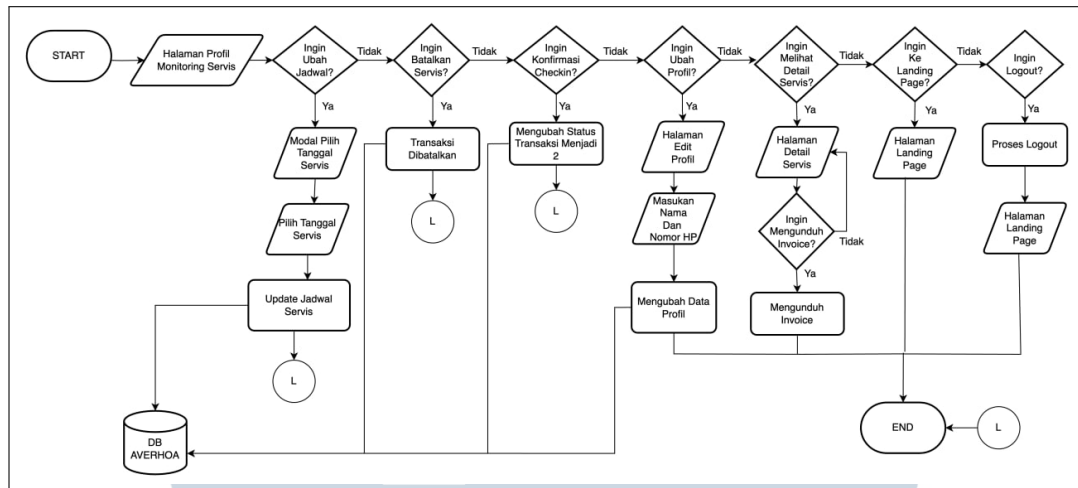 START
Halaman Profil
Monitoring Servis
Ingin
Ubah
Jadwal?
Tidak
Ingin
Batalkan
Servis?
Tidak
Ingin
Konfirmasi
Checkin?
Tidak
Ingin
Ubah
Profil?
Tidak
Ingin
Melihat
Detail
Servis?
Tidak
Ingin
Ke
Landing
Page?
Tidak
Ingin
Logout?
Ya
Ya
Ya
Ya
Ya
Ya
Ya
Modal Pilih
Tanggal
Servis
Transaksi
Dibatalkan
Mengubah Status
Transaksi Menjadi
2
Halaman
Edit
Profil
Halaman
Detail
Servis
Halaman
Landing
Page
Proses Logout
Pilih Tanggal
Servis
L
L
Masukan
Nama
Dan
Nomor HP
Ingin
Mengunduh
Invoice?
Tidak
Halaman
Landing
Page
Ya
Update Jadwal
Servis
Mengubah Data
Profil
Mengunduh
Invoice
L
DB
AVERHOA
END
L